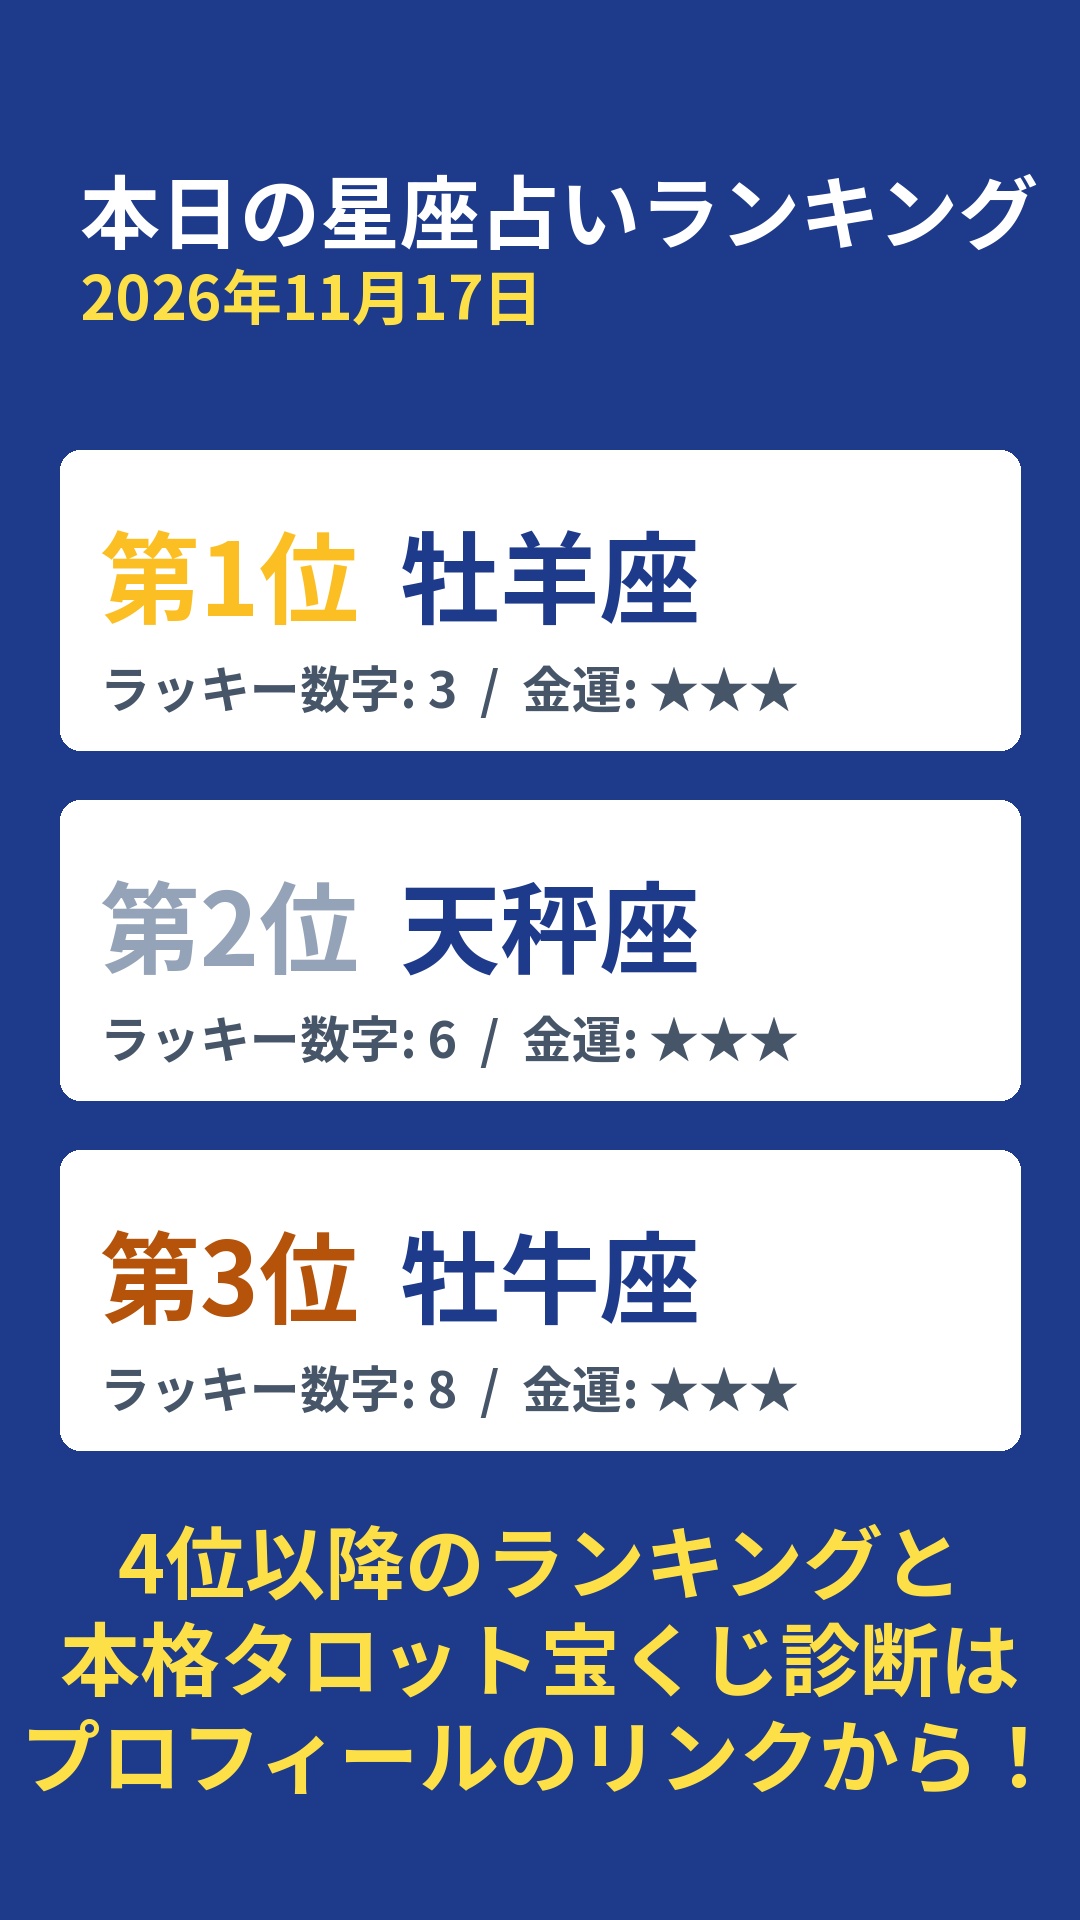 本日の星座占いランキング
2026年11月17日
第1位 牡羊座
ラッキー数字: 3 / 金運: ★★★
第2位 天秤座
ラッキー数字: 6 / 金運: ★★★
第3位 牡牛座
ラッキー数字: 8 / 金運: ★★★
4位以降のランキングと
本格タロット宝くじ診断は
プロフィールのリンクから！